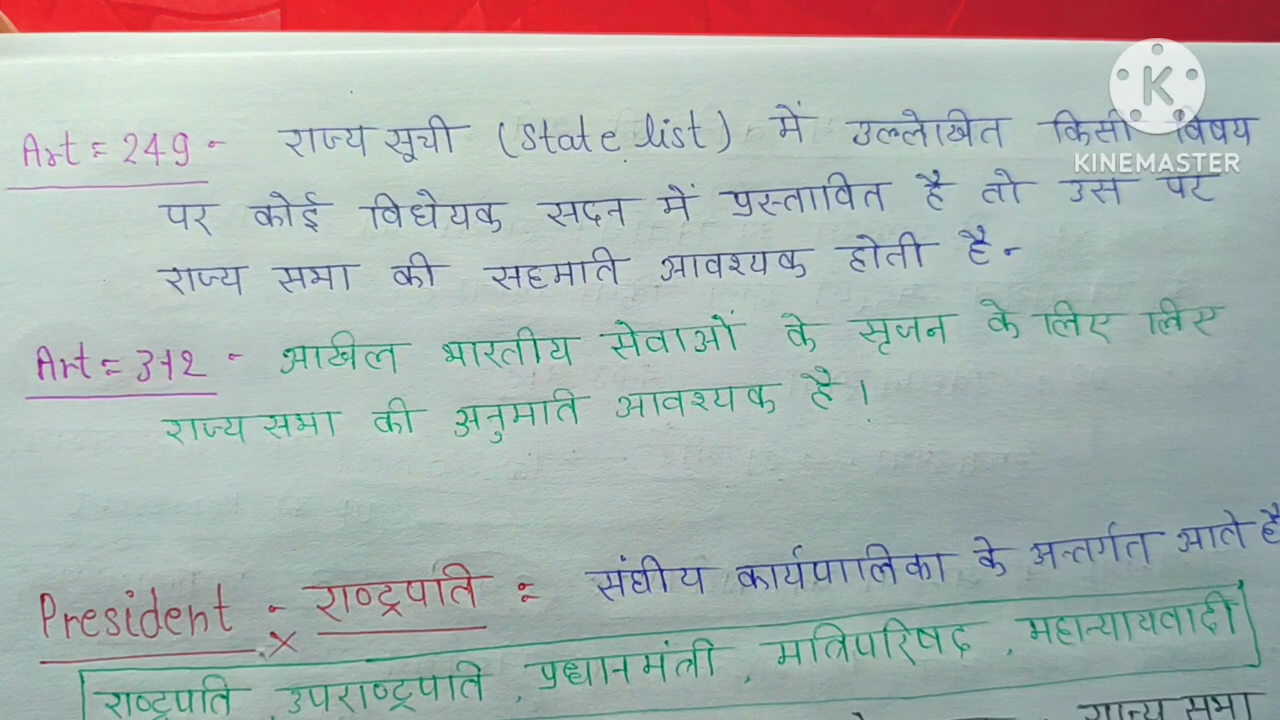 Art = 249 - राज्य सूची (State list) में उल्लेखित किसी विषय
पर कोई विधेयक सदन में प्रस्तावित है तो उस पर
राज्य सभा की सहमति आवश्यक होती है -
Art = 312 - अखिल भारतीय सेवाओं के सृजन के लिए लिए
राज्य सभा की अनुमति आवश्यक है।
President - राष्ट्रपति : संघीय कार्यपालिका के अन्तर्गत आते है
[राष्ट्रपति, उपराष्ट्रपति, प्रधानमंत्री, मंत्रिपरिषद, महान्यायवादी]
राज्य सभा
K
KINEMASTER